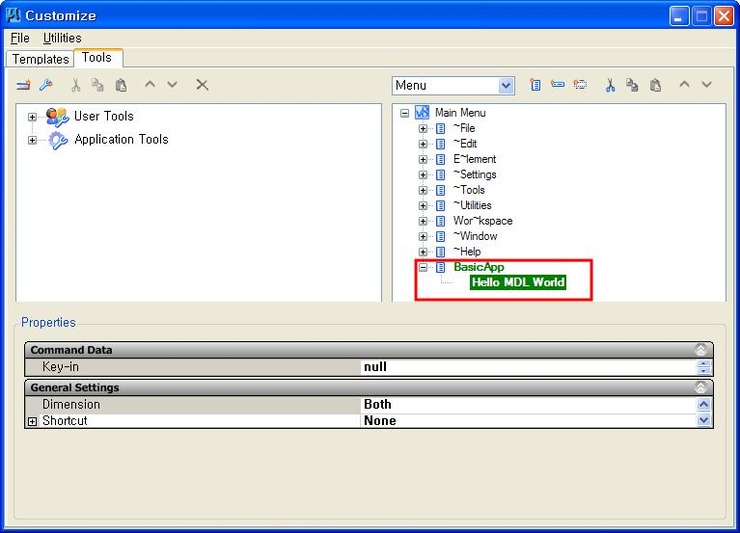 Customize
File Utilities
Templates Tools
Menu
User Tools
Application Tools
V8 Main Menu
~File
~Edit
E~lement
~Settings
~Tools
~Utilities
Wor~kspace
~Window
~Help
BasicApp
Hello MDL World
Properties
Command Data
Key-in null
General Settings
Dimension Both
Shortcut None